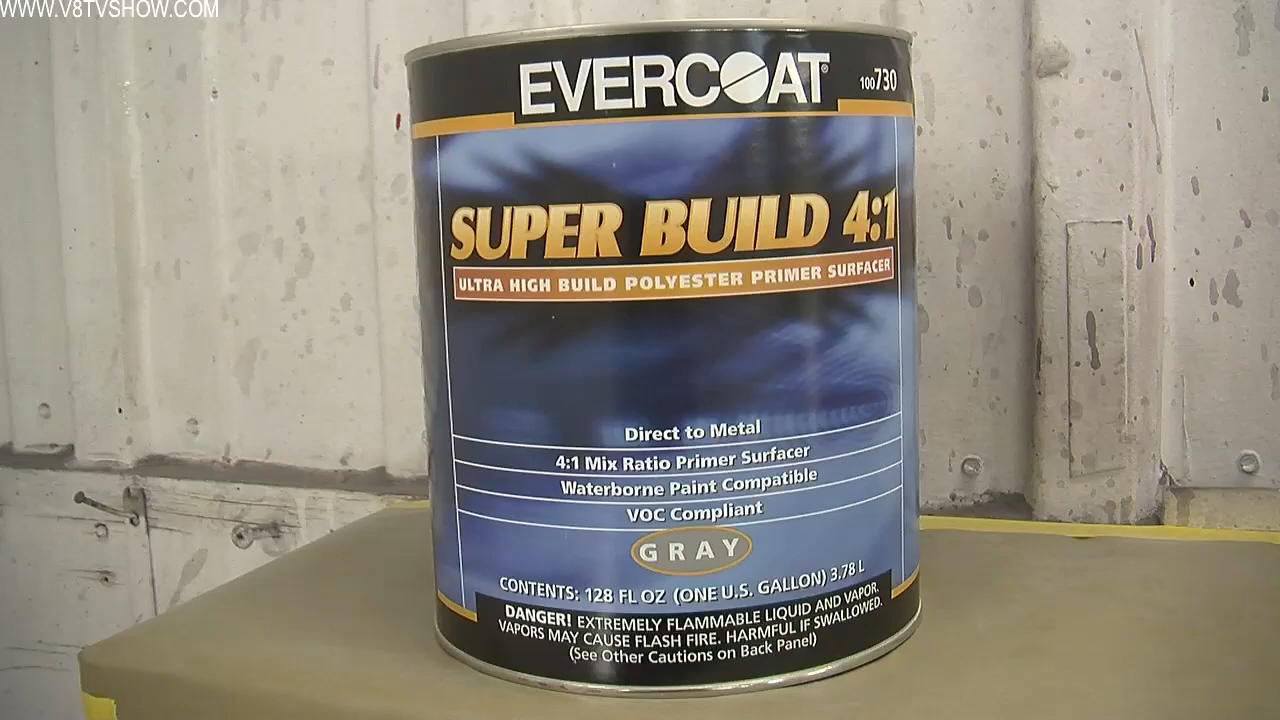 WWW.V8TVSHOW.COM
EVERCOAT®
100730
SUPER BUILD 4:1
ULTRA HIGH BUILD POLYESTER PRIMER SURFACER
Direct to Metal
4:1 Mix Ratio Primer Surfacer
Waterborne Paint Compatible
VOC Compliant
GRAY
CONTENTS: 128 FL OZ (ONE U.S. GALLON) 3.78 L
DANGER! EXTREMELY FLAMMABLE LIQUID AND VAPOR.
VAPORS MAY CAUSE FLASH FIRE. HARMFUL IF SWALLOWED.
(See Other Cautions on Back Panel)